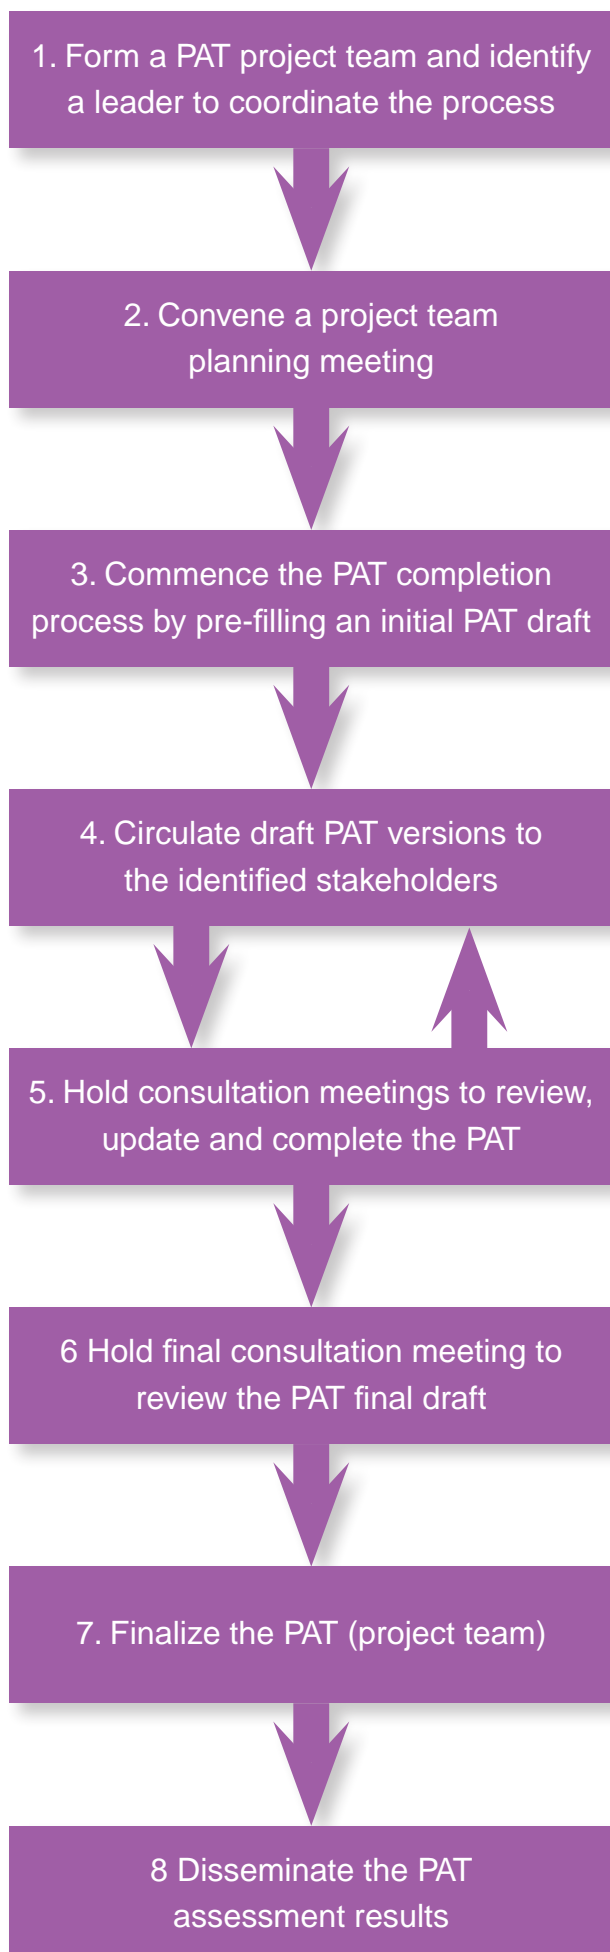 1. Form a PAT project team and identify
a leader to coordinate the process
2. Convene a project team
planning meeting
3. Commence the PAT completion
process by pre-filling an initial PAT draft
4. Circulate draft PAT versions to
the identified stakeholders
5. Hold consultation meetings to review,
update and complete the PAT
6 Hold final consultation meeting to
review the PAT final draft
7. Finalize the PAT (project team)
8 Disseminate the PAT
assessment results